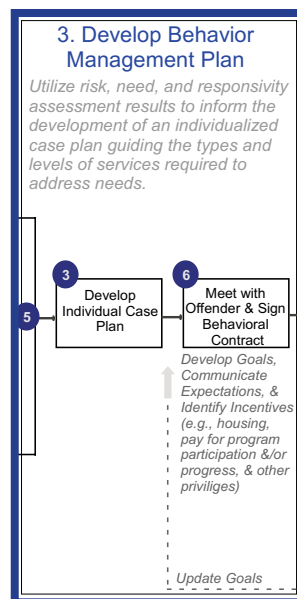 3. Develop Behavior
Management Plan
Utilize risk, need, and responsivity
assessment results to inform the
development of an individualized
case plan guiding the types and
levels of services required to
address needs.
3
6
5
Develop
Individual Case
Plan
Meet with
Offender & Sign
Behavioral
Contract
Develop Goals,
Communicate
Expectations, &
Identify Incentives
(e.g., housing,
pay for program
participation &/or
progress, & other
priviliges)
Update Goals